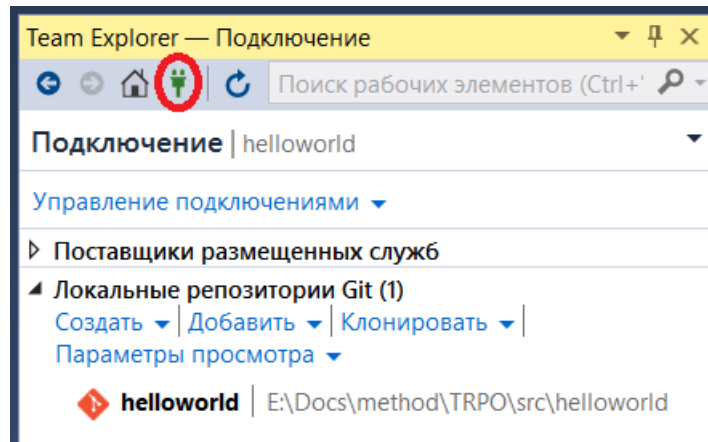 Team Explorer — Подключение
Поиск рабочих элементов (Ctrl+'
Подключение | helloworld
Управление подключениями
Поставщики размещенных служб
Локальные репозитории Git (1)
Создать | Добавить | Клонировать |
Параметры просмотра
helloworld | E:\Docs\method\TRPO\src\helloworld